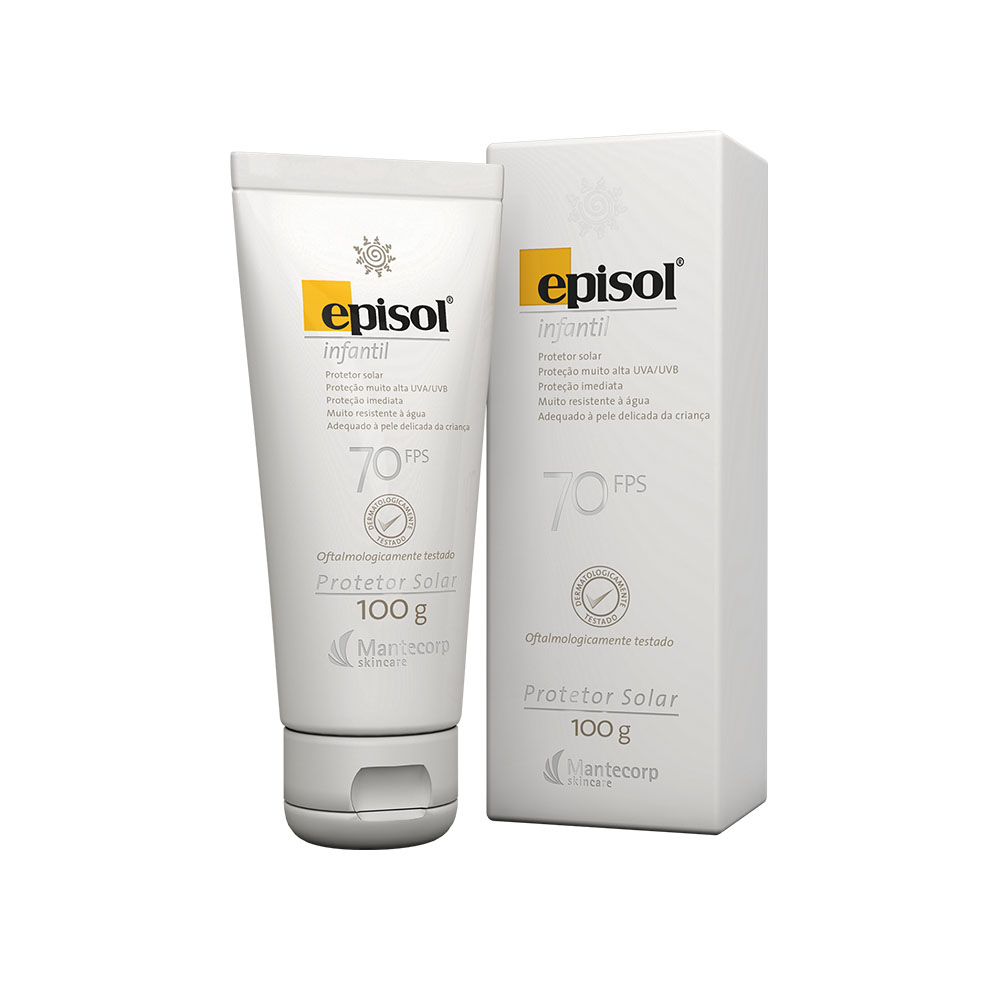 episol®
infantil
Protetor solar
Proteção muito alta UVA/UVB
Proteção imediata
Muito resistente à água
Adequado à pele delicada da criança
70 FPS
DERMATOLOGICAMENTE
TESTADO
Oftalmologicamente testado
Protetor Solar
100 g
Mantecorp
skincare
episol®
infantil
Protetor solar
Proteção muito alta UVA/UVB
Proteção imediata
Muito resistente à água
Adequado à pele delicada da criança
70 FPS
DERMATOLOGICAMENTE
TESTADO
Oftalmologicamente testado
Protetor Solar
100 g
Mantecorp
skincare